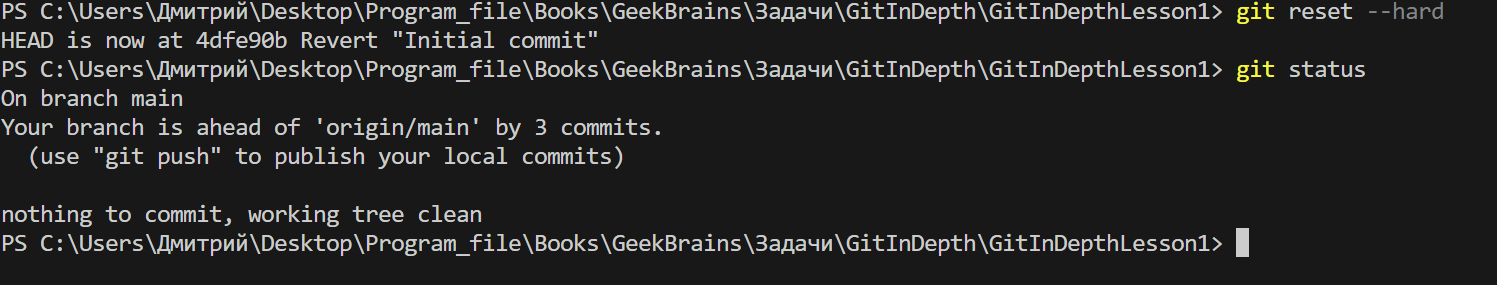 PS C:\Users\Дмитрий\Desktop\Program_file\Books\GeekBrains\Задачи\GitInDepth\GitInDepthLesson1> git reset --hard
HEAD is now at 4dfe90b Revert "Initial commit"
PS C:\Users\Дмитрий\Desktop\Program_file\Books\GeekBrains\Задачи\GitInDepth\GitInDepthLesson1> git status
On branch main
Your branch is ahead of 'origin/main' by 3 commits.
  (use "git push" to publish your local commits)

nothing to commit, working tree clean
PS C:\Users\Дмитрий\Desktop\Program_file\Books\GeekBrains\Задачи\GitInDepth\GitInDepthLesson1>